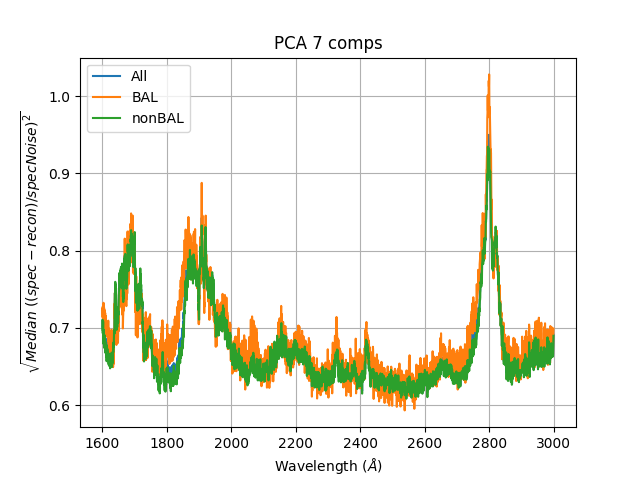 PCA 7 comps
All
BAL
nonBAL
1.0
0.9
0.8
0.7
0.6
√Median ((spec − recon)/specNoise)²
1600 1800 2000 2200 2400 2600 2800 3000
Wavelength (Å)